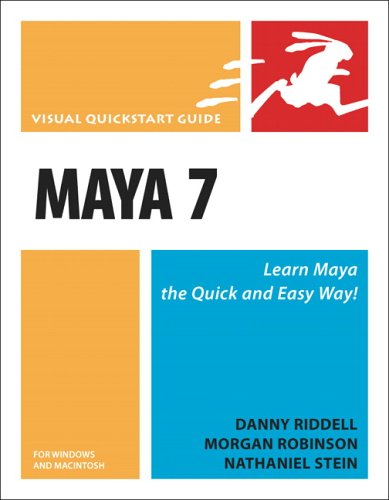 VISUAL QUICKSTART GUIDE
MAYA 7
Learn Maya
the Quick and Easy Way!
FOR WINDOWS
AND MACINTOSH
DANNY RIDDELL
MORGAN ROBINSON
NATHANIEL STEIN